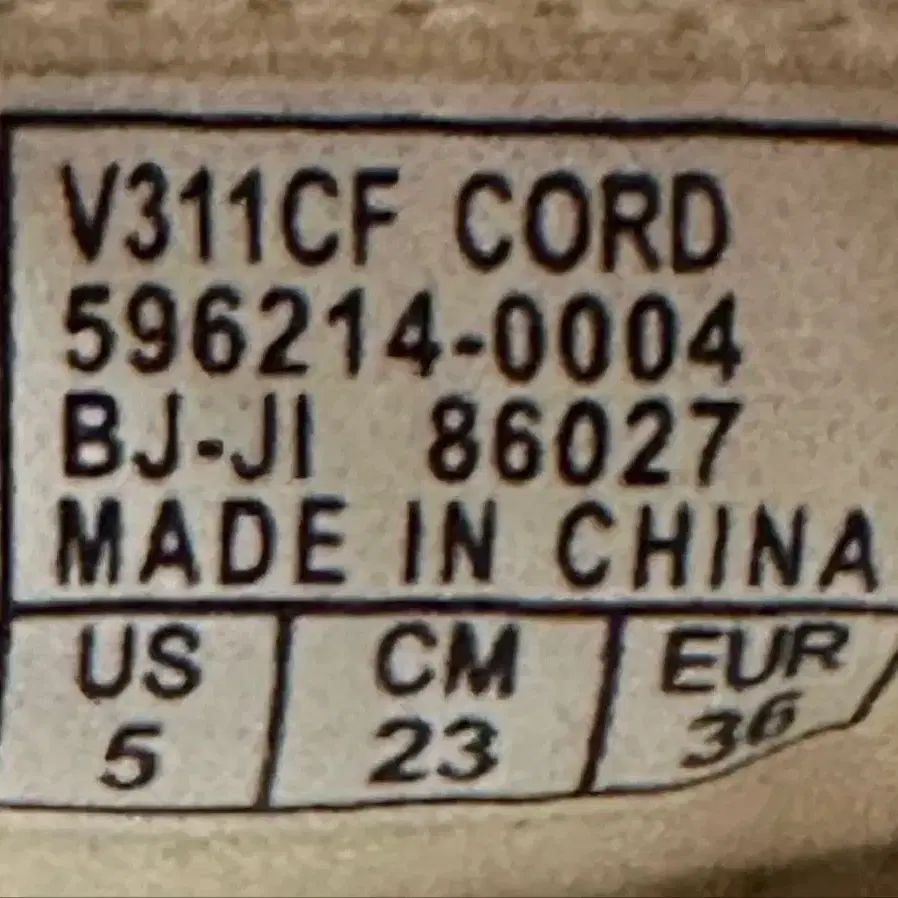 V311CF CORD
596214-0004
BJ-JI 86027
MADE IN CHINA
US CM EUR
5 23 36